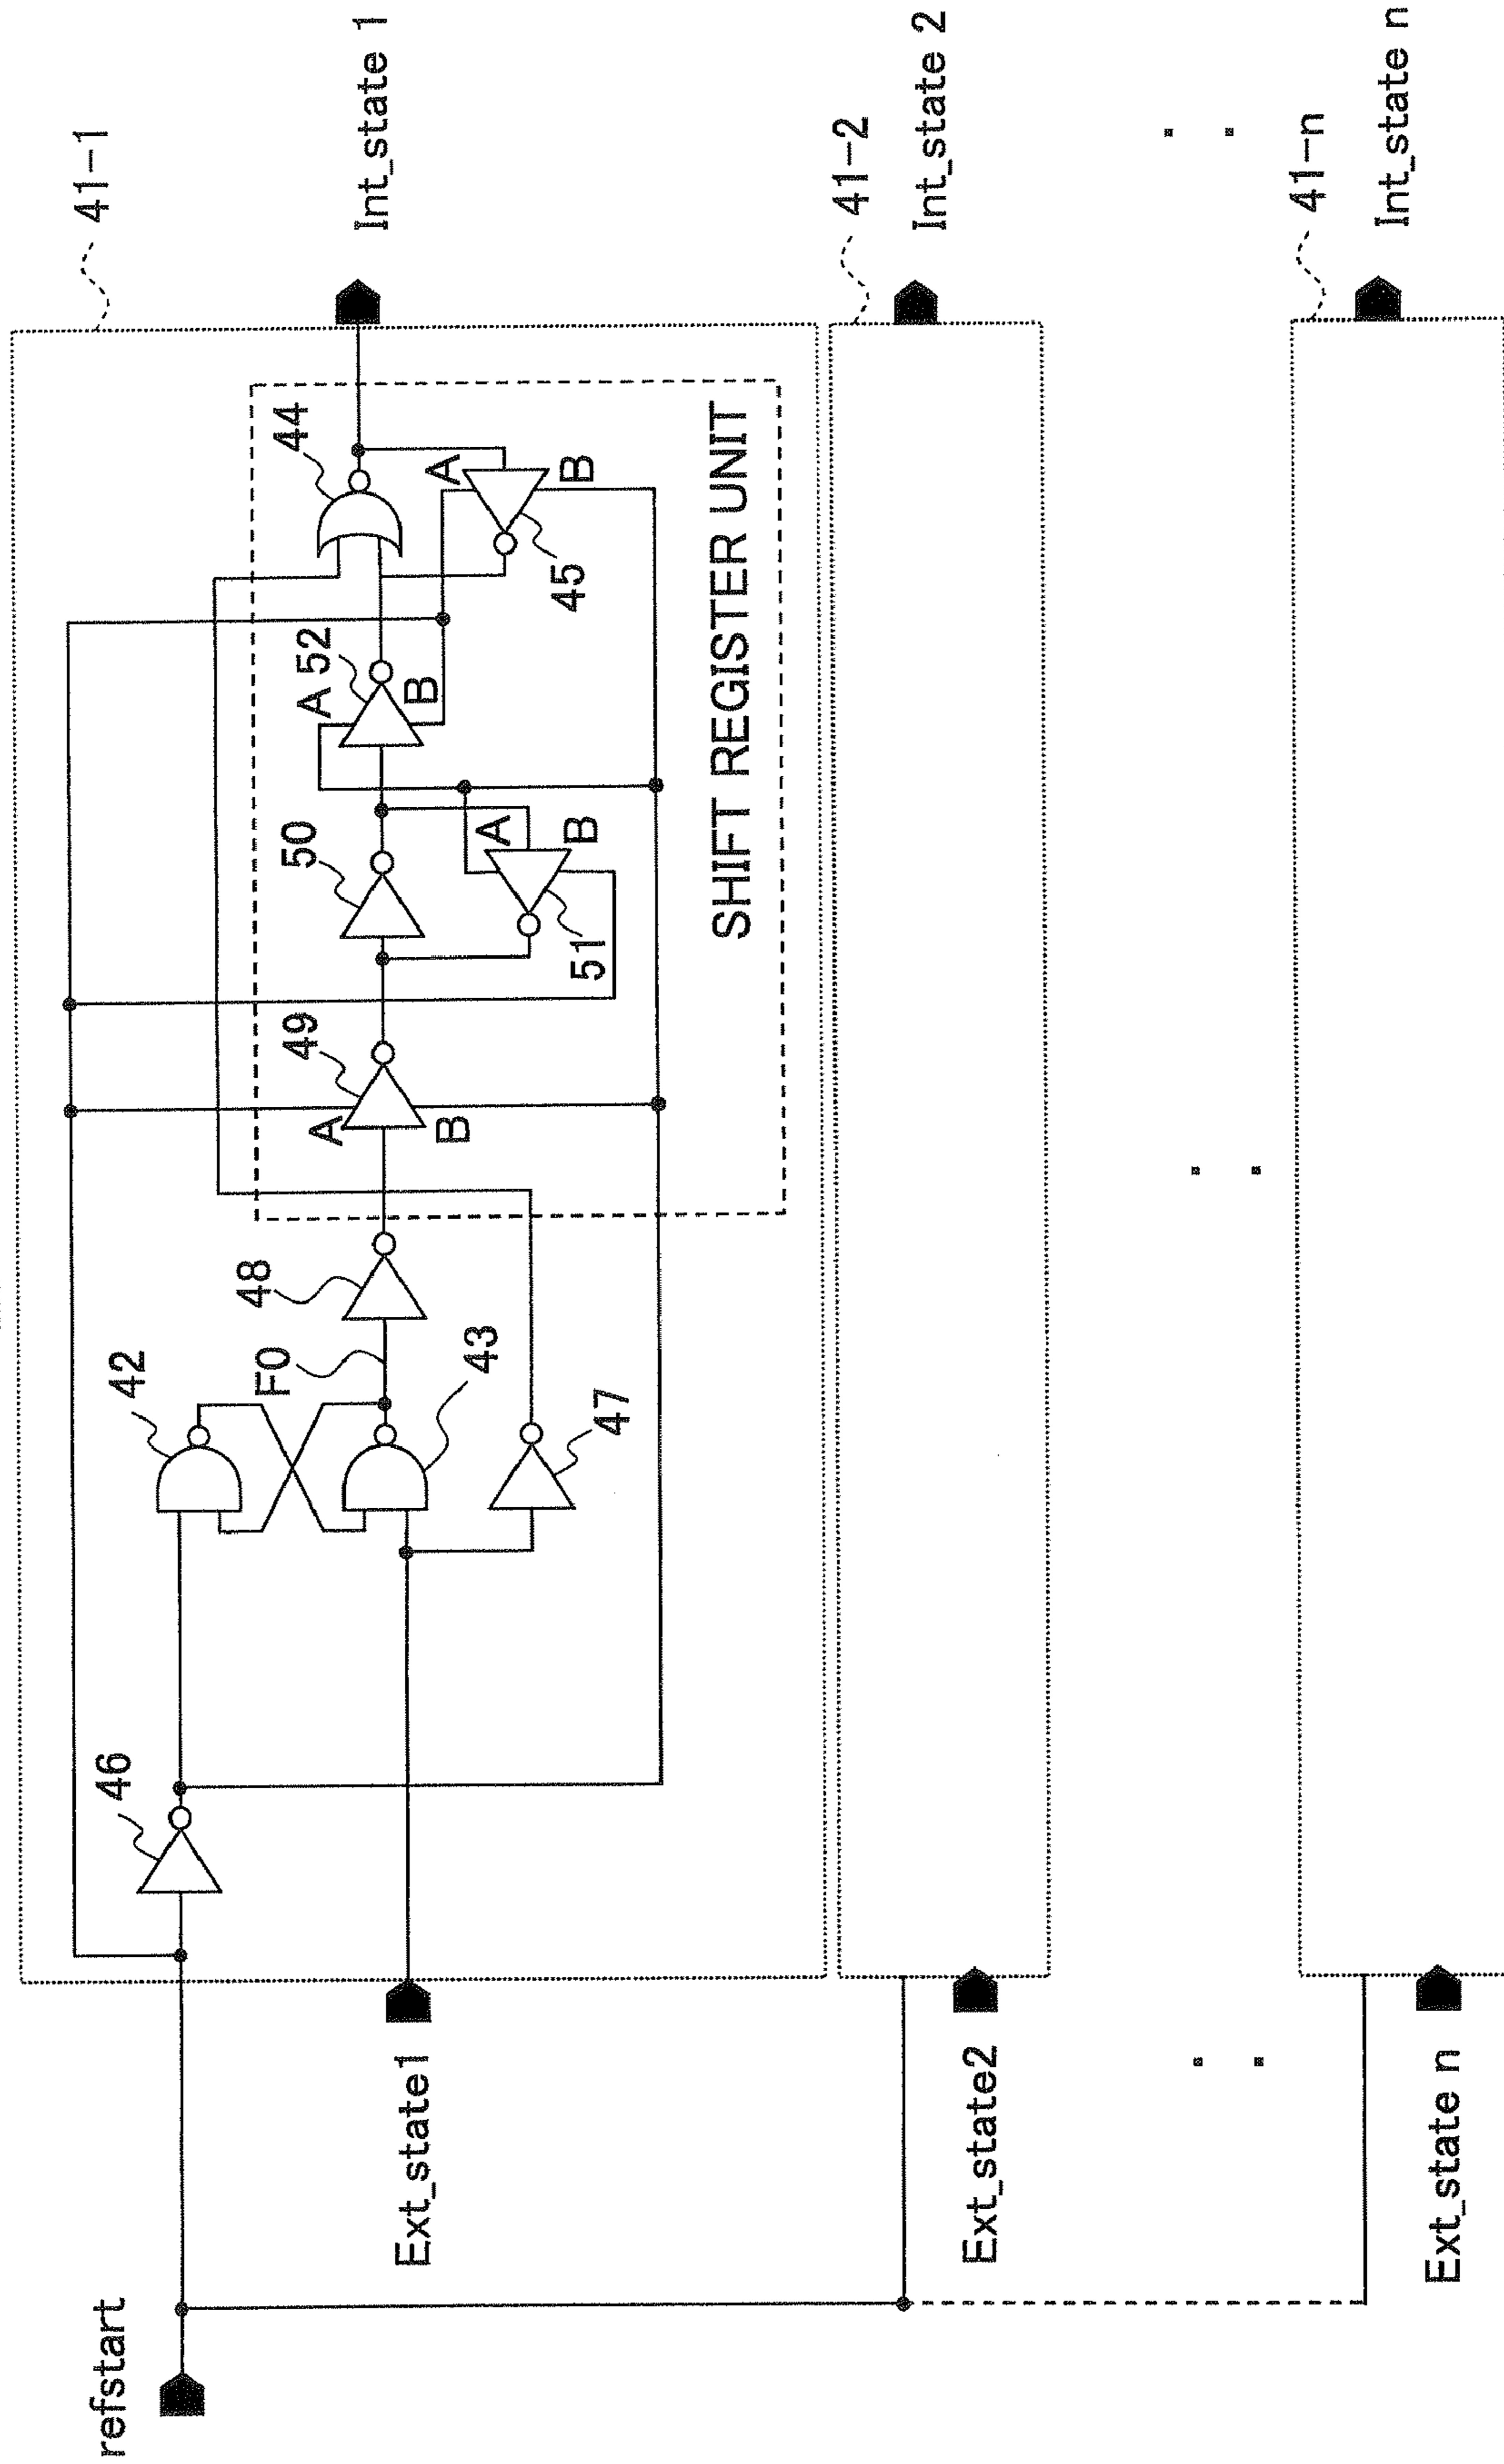 refstart
Ext_state1
Ext_state2
Ext_state n
41-1
46
42
F0
43
47
48
49
A
B
50
51
A
B
52
A
B
44
45
A
B
SHIFT REGISTER UNIT
Int_state 1
41-2
Int_state 2
41-n
Int_state n